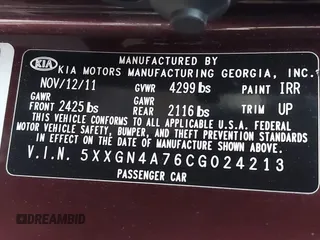 MANUFACTURED BY
KIA KIA MOTORS MANUFACTURING GEORGIA, INC.
NOV/12/11 GVWR 4299 lbs PAINT IRR
GAWR FRONT 2425 lbs GAWR REAR 2116 lbs TRIM UP
THIS VEHICLE CONFORMS TO ALL APPLICABLE U.S.A. FEDERAL
MOTOR VEHICLE SAFETY, BUMPER, AND THEFT PREVENTION
STANDARDS IN EFFECT ON THE DATE OF MANUFACTURE SHOWN ABOVE.
V.I.N. 5XXGN4A76CG024213
PASSENGER CAR
DREAMBID